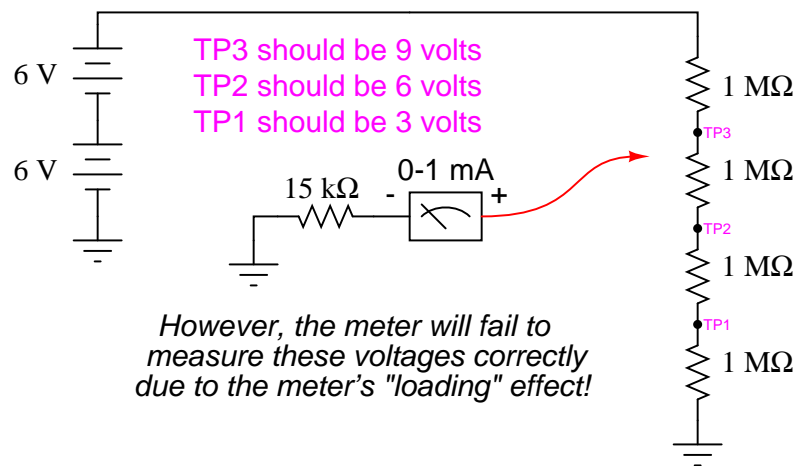 TP3 should be 9 volts
6 V
TP2 should be 6 volts
1 MΩ
TP1 should be 3 volts
TP3
6 V
0-1 mA
1 MΩ
15 kΩ
-
+
TP2
1 MΩ
However, the meter will fail to
TP1
measure these voltages correctly
1 MΩ
due to the meter's "loading" effect!